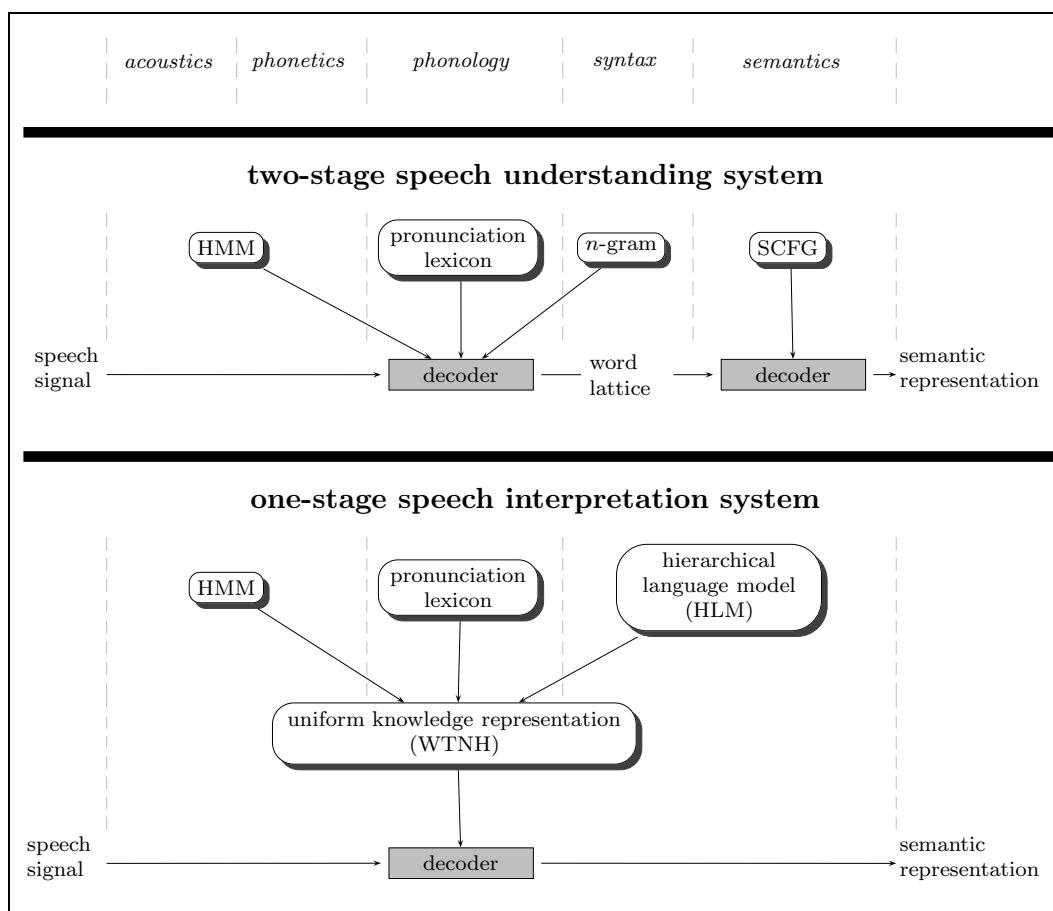 acoustics phonetics phonology syntax semantics
two-stage speech understanding system
HMM
pronunciation
lexicon
n-gram
SCFG
speech
signal
decoder
word
lattice
decoder
semantic
representation
one-stage speech interpretation system
HMM
pronunciation
lexicon
hierarchical
language model
(HLM)
uniform knowledge representation
(WTNH)
speech
signal
decoder
semantic
representation